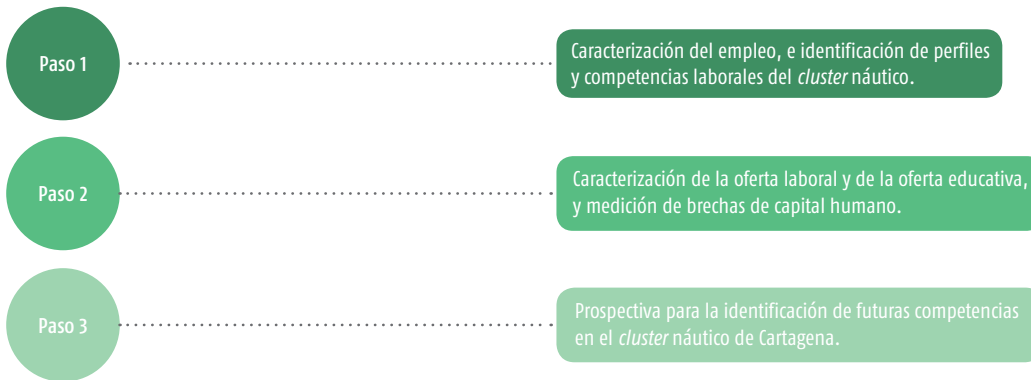 Paso 1
Caracterización del empleo, e identificación de perfiles
y competencias laborales del cluster náutico.
Paso 2
Caracterización de la oferta laboral y de la oferta educativa,
y medición de brechas de capital humano.
Paso 3
Prospectiva para la identificación de futuras competencias
en el cluster náutico de Cartagena.